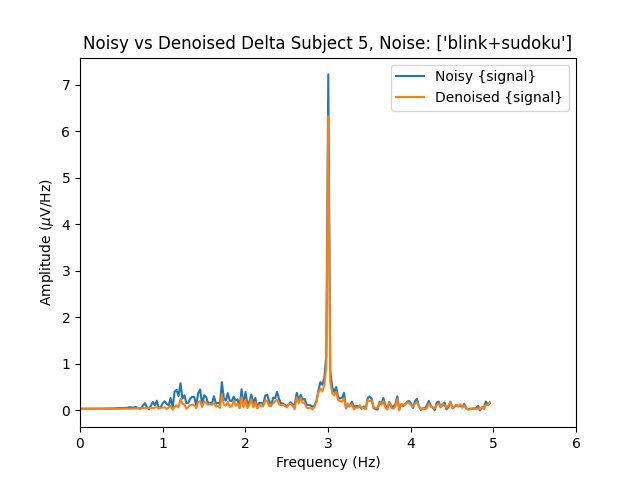 Noisy vs Denoised Delta Subject 5, Noise: ['blink+sudoku']
Noisy {signal}
Denoised {signal}
7
6
5
4
3
2
1
0
Amplitude (μV/Hz)
0 1 2 3 4 5 6
Frequency (Hz)